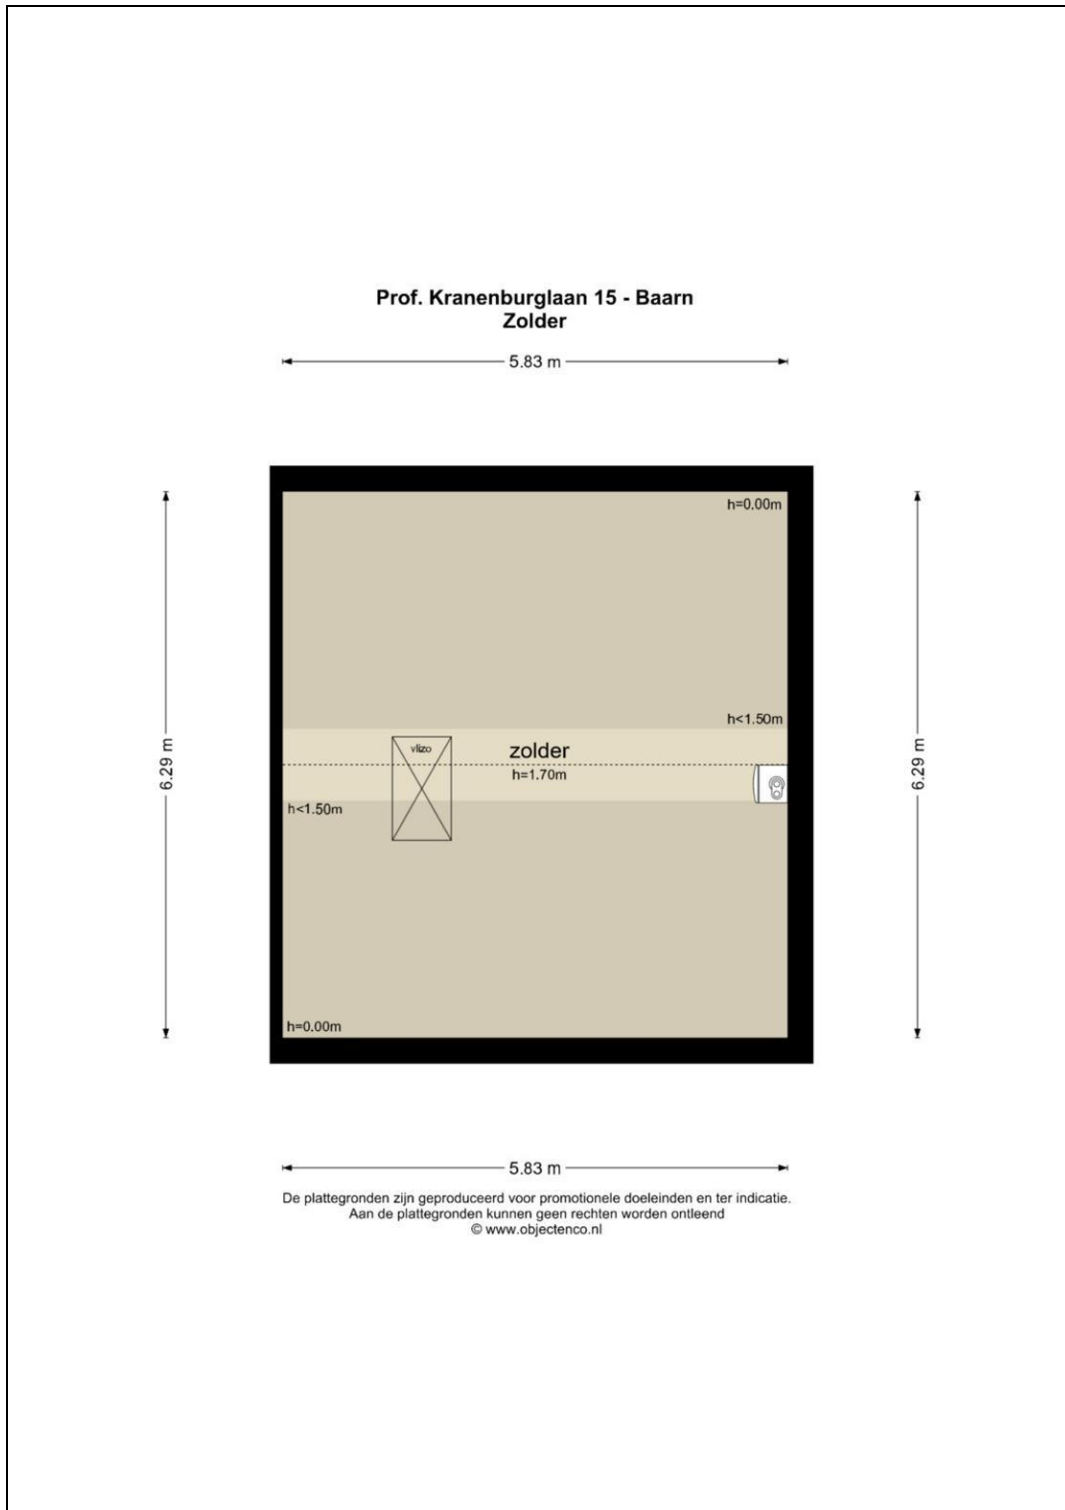 Prof. Kranenburglaan 15 - Baarn
Zolder
5.83 m
h=0.00m
h<1.50m
vlizo
zolder
6.29 m
6.29 m
h=1.70m
h<1.50m
h=0.00m
5.83 m
De plattegronden zijn geproduceerd voor promotionele doeleinden en ter indicatie.
Aan de plattegronden kunnen geen rechten worden ontleend
© www.objectenco.nl